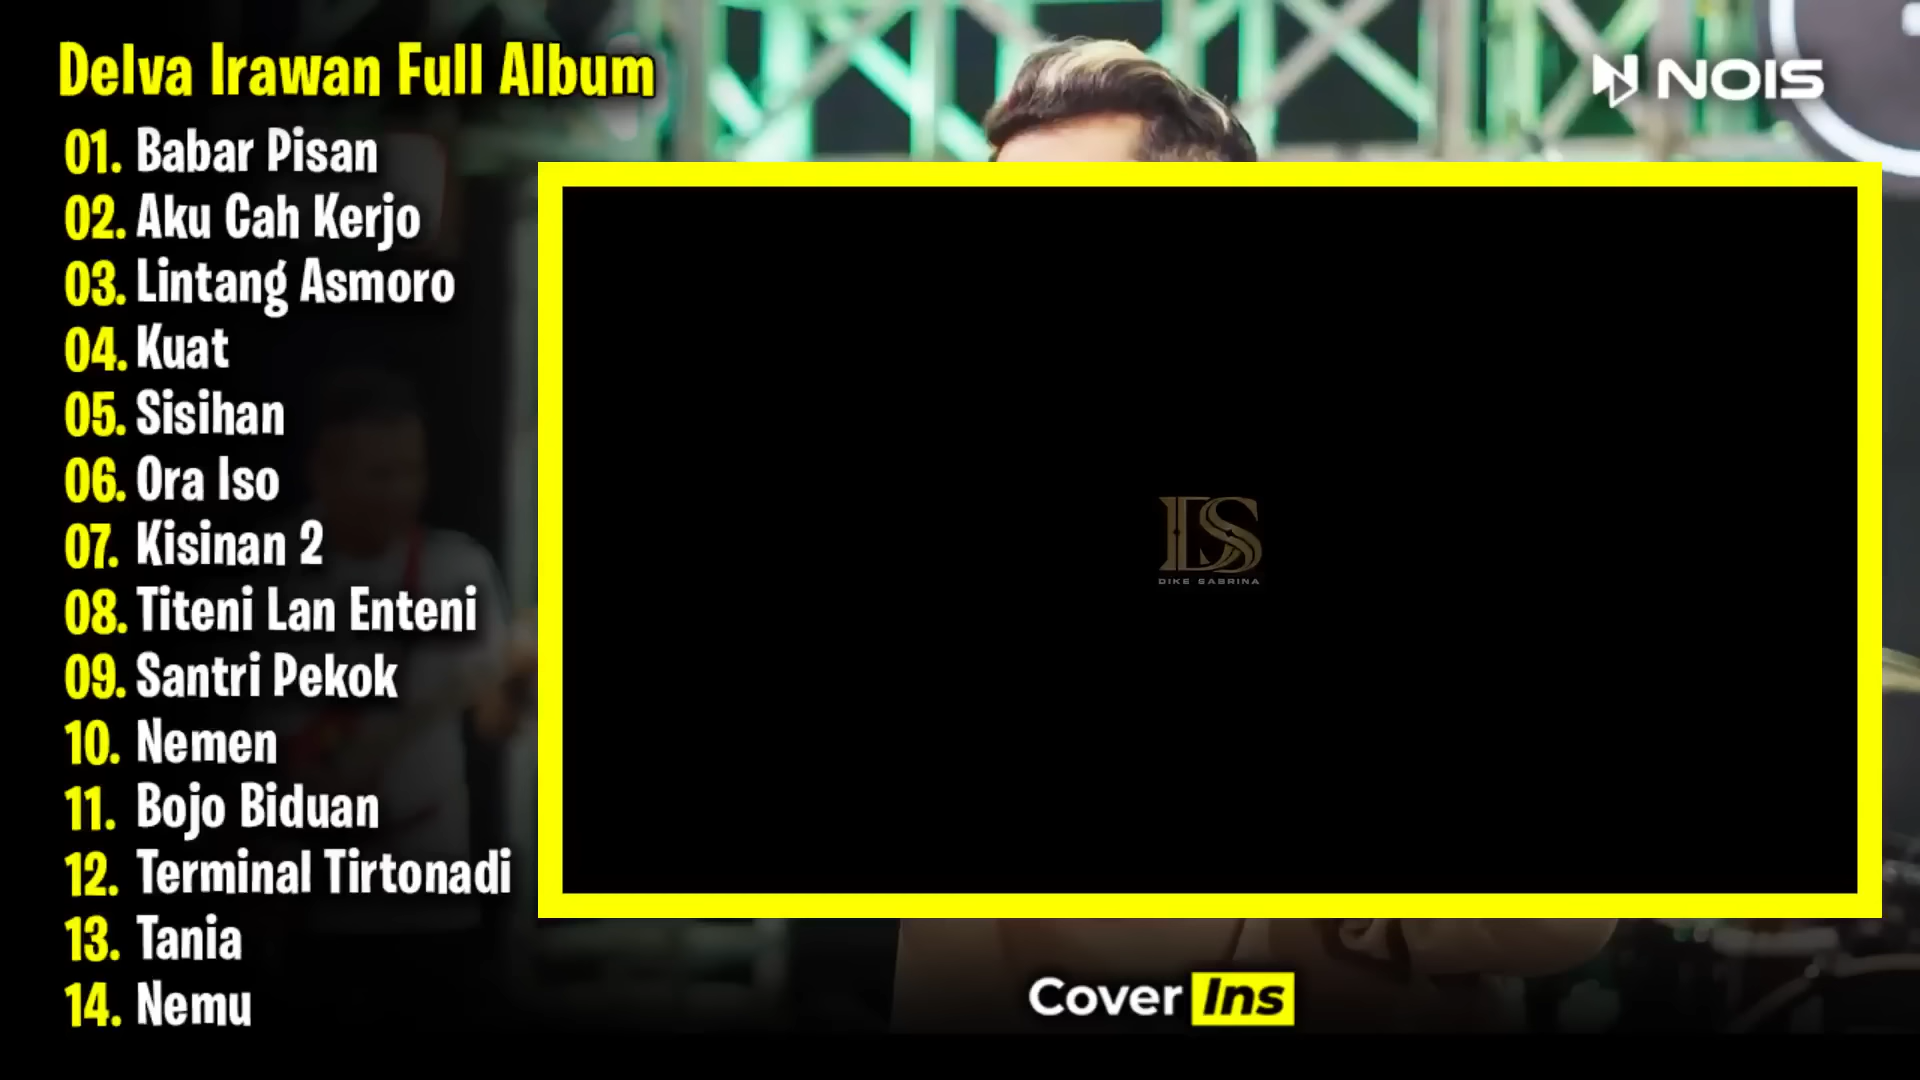 Delva Irawan Full Album
NOIS
01. Babar Pisan
02. Aku Cah Kerjo
03. Lintang Asmoro
04. Kuat
05. Sisihan
06. Ora Iso
07. Kisinan 2
08. Titeni Lan Enteni
09. Santri Pekok
10. Nemen
11. Bojo Biduan
12. Terminal Tirtonadi
13. Tania
14. Nemu
DS
DIKE SABRINA
Cover Ins